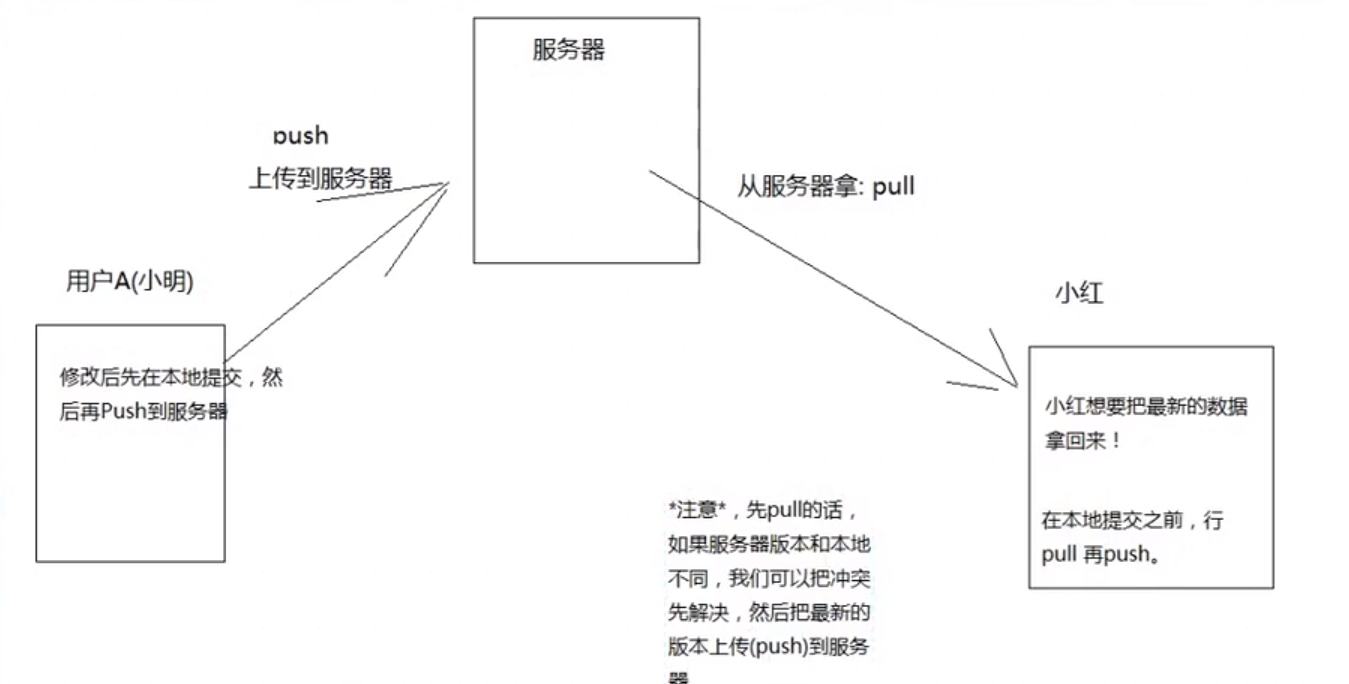 服务器
push
上传到服务器
从服务器拿: pull
用户A(小明)
修改后先在本地提交，然
后再Push到服务器
小红
小红想要把最新的数据
拿回来！
在本地提交之前，行
pull 再push。
*注意*，先pull的话，
如果服务器版本和本地
不同，我们可以把冲突
先解决，然后把最新的
版本上传(push)到服务
器